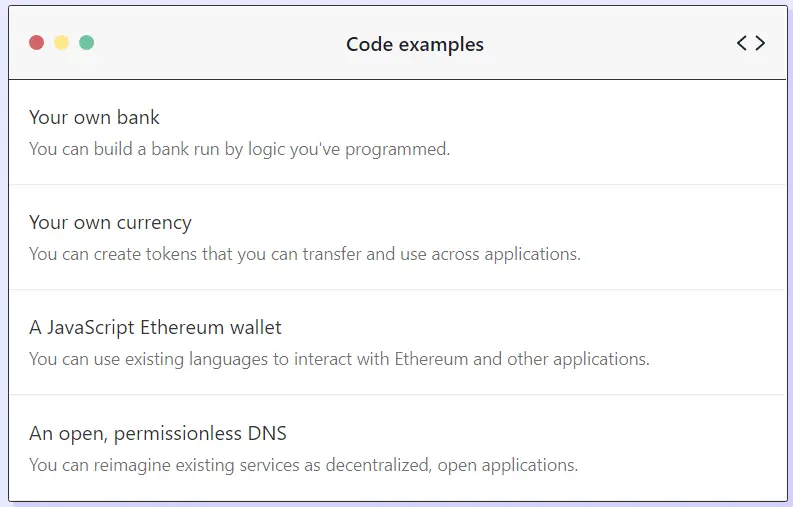 Code examples
Your own bank
You can build a bank run by logic you've programmed.
Your own currency
You can create tokens that you can transfer and use across applications.
A JavaScript Ethereum wallet
You can use existing languages to interact with Ethereum and other applications.
An open, permissionless DNS
You can reimagine existing services as decentralized, open applications.